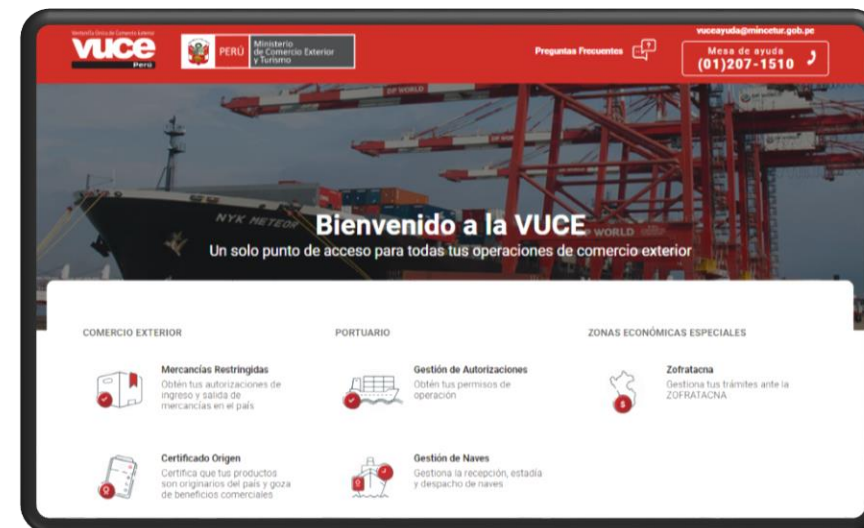 Ventanilla Única de Comercio Exterior
vuce
Perú
PERÚ
Ministerio
de Comercio Exterior
y Turismo
Preguntas Frecuentes
vuceayuda@mincetur.gob.pe
Mesa de ayuda
(01)207-1510
DP WORLD
NYK METEOR
WORLD
Bienvenido a la VUCE
Un solo punto de acceso para todas tus operaciones de comercio exterior
COMERCIO EXTERIOR
Mercancías Restringidas
Obtén tus autorizaciones de
ingreso y salida de
mercancías en el país
Certificado Origen
Certifica que tus productos
son originarios del país y goza
de beneficios comerciales
PORTUARIO
Gestión de Autorizaciones
Obtén tus permisos de
operación
Gestión de Naves
Gestiona la recepción, estadía
y despacho de naves
ZONAS ECONÓMICAS ESPECIALES
Zofratacna
Gestiona tus trámites ante la
ZOFRATACNA